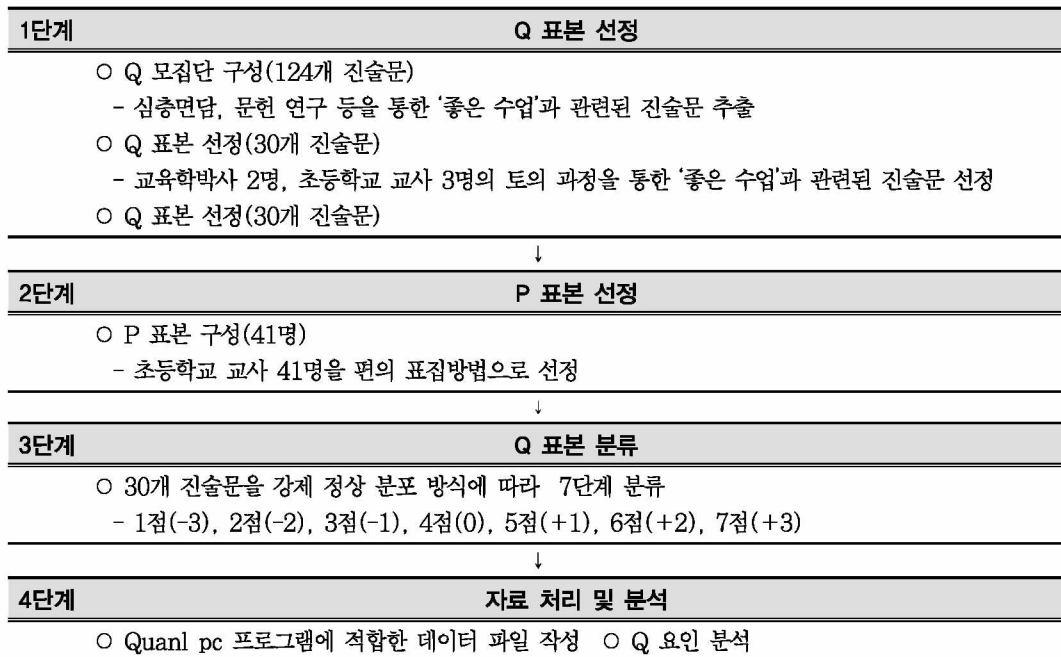 1단계 Q 표본 선정
○ Q 모집단 구성(124개 진술문)
- 심층면담, 문헌 연구 등을 통한 ‘좋은 수업’과 관련된 진술문 추출
○ Q 표본 선정(30개 진술문)
- 교육학박사 2명, 초등학교 교사 3명의 토의 과정을 통한 ‘좋은 수업’과 관련된 진술문 선정
○ Q 표본 선정(30개 진술문)
↓
2단계 P 표본 선정
○ P 표본 구성(41명)
- 초등학교 교사 41명을 편의 표집방법으로 선정
↓
3단계 Q 표본 분류
○ 30개 진술문을 강제 정상 분포 방식에 따라 7단계 분류
- 1점(-3), 2점(-2), 3점(-1), 4점(0), 5점(+1), 6점(+2), 7점(+3)
↓
4단계 자료 처리 및 분석
○ Quanl pc 프로그램에 적합한 데이터 파일 작성 ○ Q 요인 분석